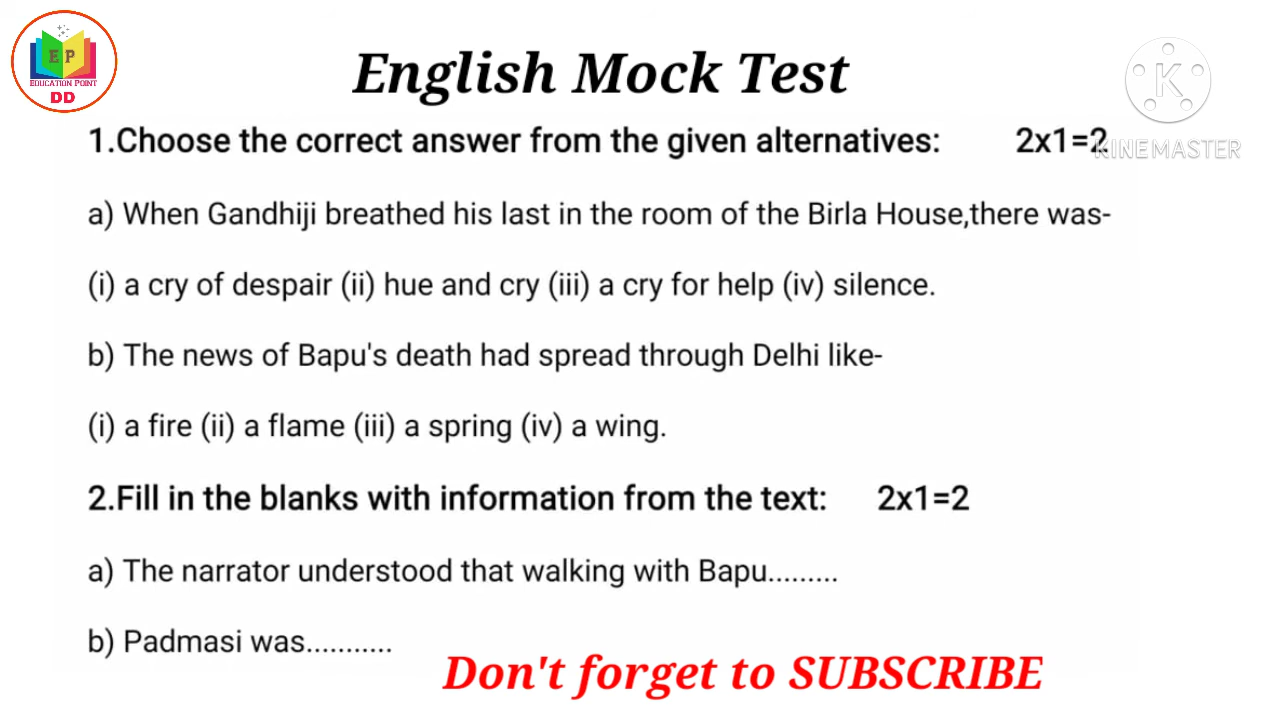 E P
EDUCATION POINT
DD
English Mock Test
K
KINEMASTER
1.Choose the correct answer from the given alternatives: 2x1=2
a) When Gandhiji breathed his last in the room of the Birla House,there was-
(i) a cry of despair (ii) hue and cry (iii) a cry for help (iv) silence.
b) The news of Bapu's death had spread through Delhi like-
(i) a fire (ii) a flame (iii) a spring (iv) a wing.
2.Fill in the blanks with information from the text: 2x1=2
a) The narrator understood that walking with Bapu.........
b) Padmasi was...........
Don't forget to SUBSCRIBE